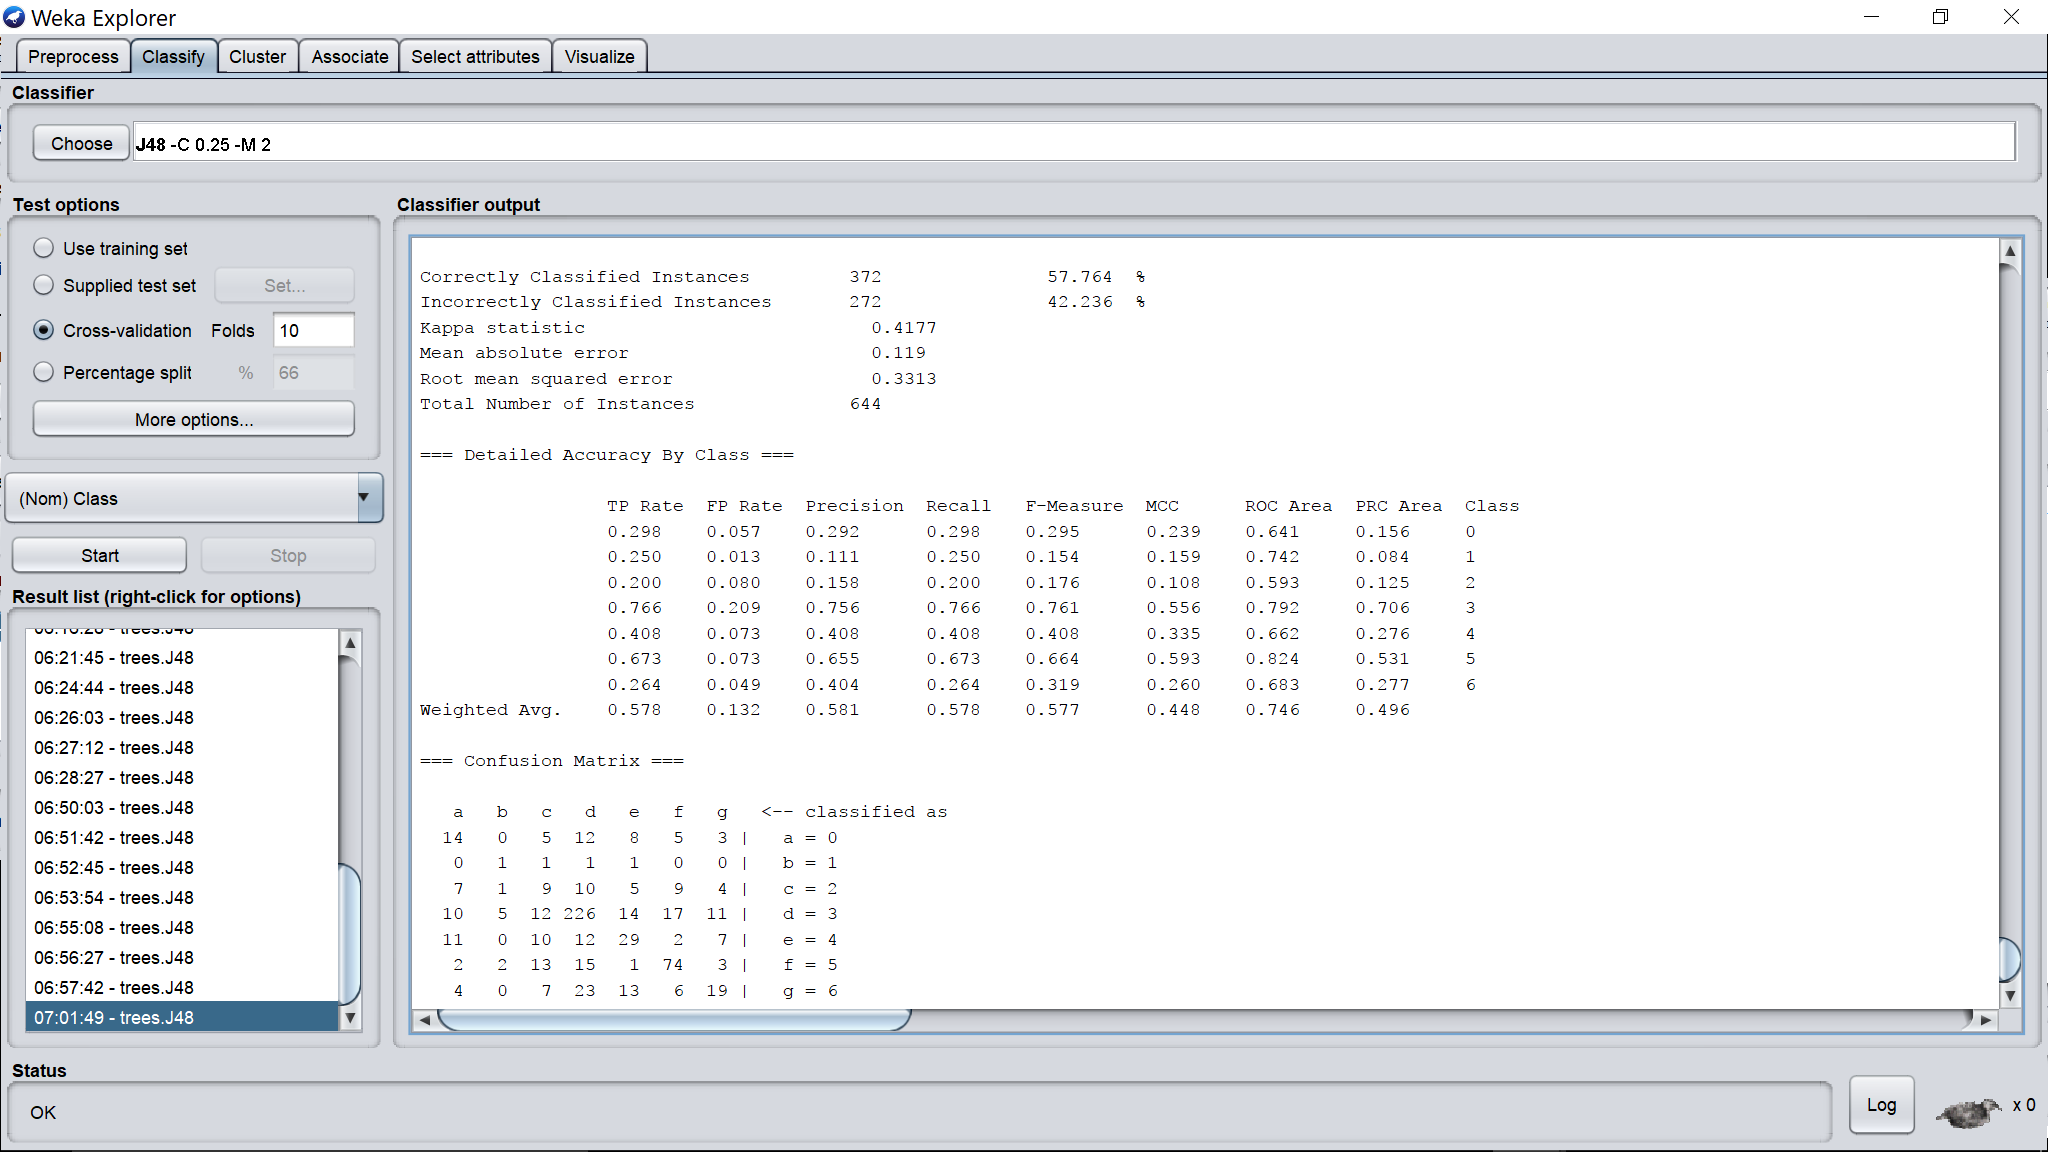 Weka Explorer
Preprocess Classify Cluster Associate Select attributes Visualize
Classifier
Choose J48 -C 0.25 -M 2
Test options
Use training set
Supplied test set Set...
Cross-validation Folds 10
Percentage split % 66
More options...
(Nom) Class
Start Stop
Result list (right-click for options)
06:21:45 - trees.J48
06:24:44 - trees.J48
06:26:03 - trees.J48
06:27:12 - trees.J48
06:28:27 - trees.J48
06:50:03 - trees.J48
06:51:42 - trees.J48
06:52:45 - trees.J48
06:53:54 - trees.J48
06:55:08 - trees.J48
06:56:27 - trees.J48
06:57:42 - trees.J48
07:01:49 - trees.J48
Classifier output
Correctly Classified Instances 372 57.764 %
Incorrectly Classified Instances 272 42.236 %
Kappa statistic 0.4177
Mean absolute error 0.119
Root mean squared error 0.3313
Total Number of Instances 644
=== Detailed Accuracy By Class ===
TP Rate FP Rate Precision Recall F-Measure MCC ROC Area PRC Area Class
0.298 0.057 0.292 0.298 0.295 0.239 0.641 0.156 0
0.250 0.013 0.111 0.250 0.154 0.159 0.742 0.084 1
0.200 0.080 0.158 0.200 0.176 0.108 0.593 0.125 2
0.766 0.209 0.756 0.766 0.761 0.556 0.792 0.706 3
0.408 0.073 0.408 0.408 0.408 0.335 0.662 0.276 4
0.673 0.073 0.655 0.673 0.664 0.593 0.824 0.531 5
0.264 0.049 0.404 0.264 0.319 0.260 0.683 0.277 6
Weighted Avg. 0.578 0.132 0.581 0.578 0.577 0.448 0.746 0.496
=== Confusion Matrix ===
a b c d e f g <-- classified as
14 0 5 12 8 5 3 | a = 0
0 1 1 1 1 0 0 | b = 1
7 1 9 10 5 9 4 | c = 2
10 5 12 226 14 17 11 | d = 3
11 0 10 12 29 2 7 | e = 4
2 2 13 15 1 74 3 | f = 5
4 0 7 23 13 6 19 | g = 6
Status
OK
Log x 0